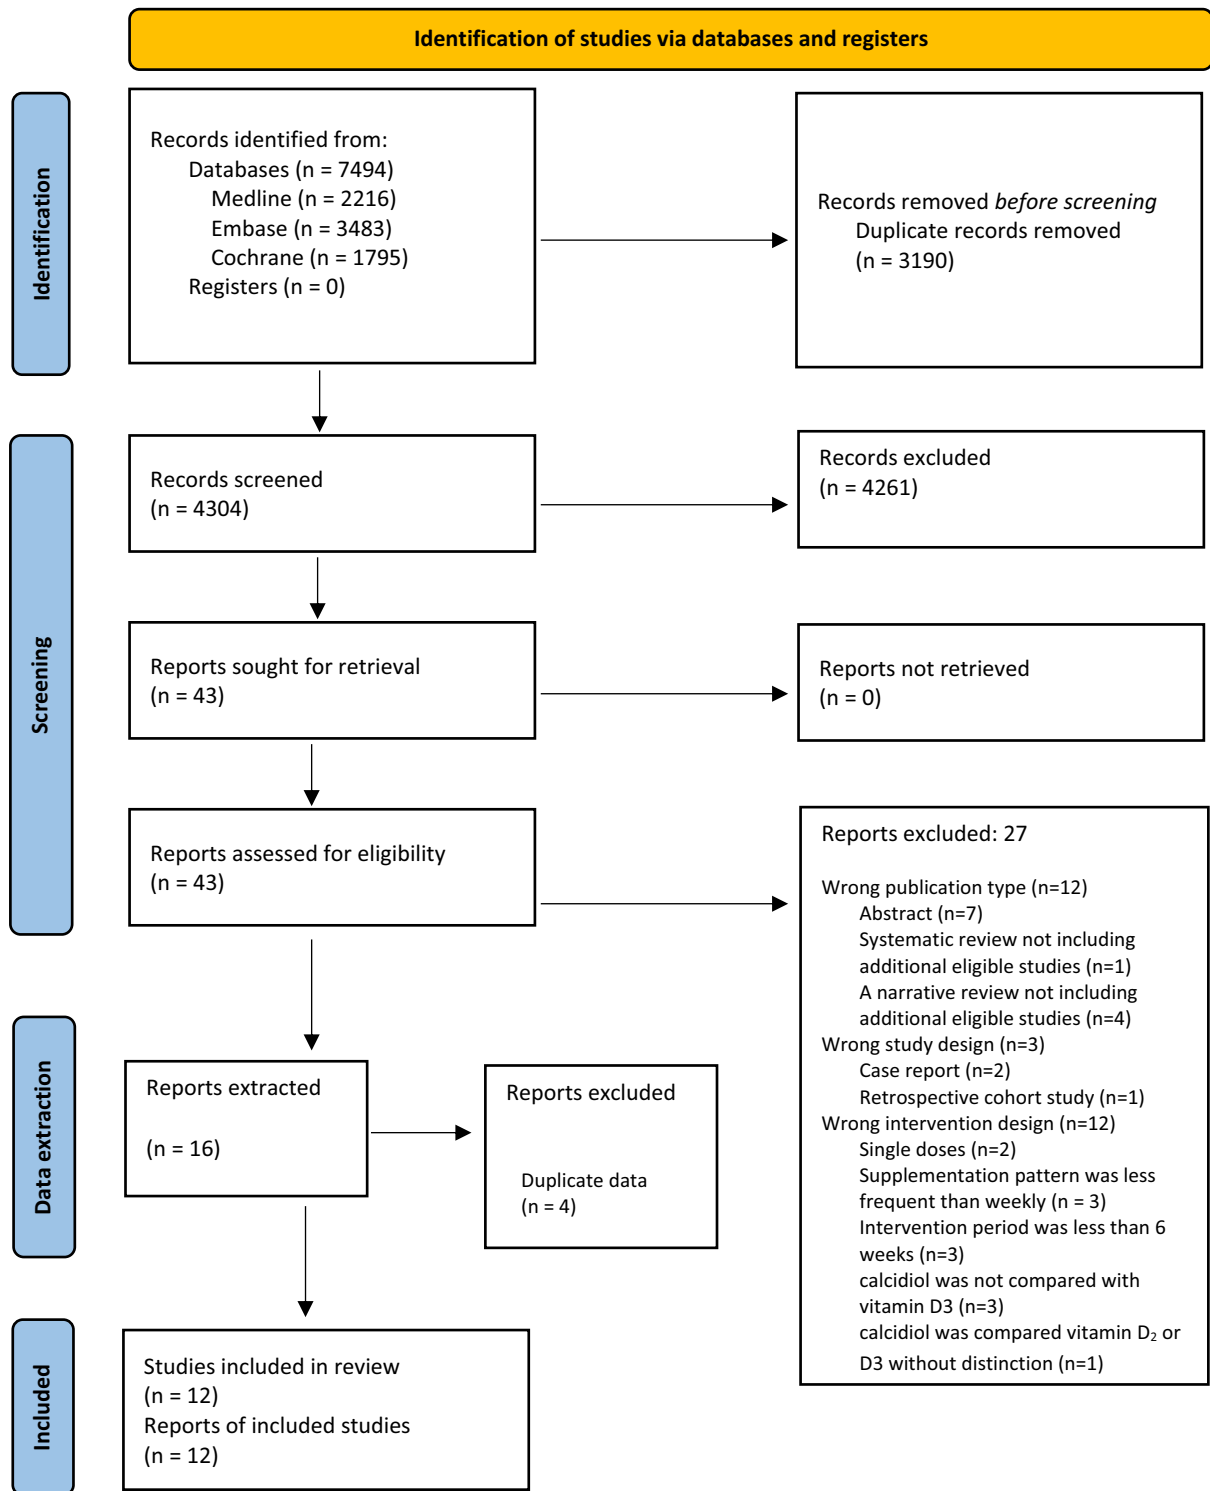 Identification of studies via databases and registers
Identification
Records identified from:
Databases (n = 7494)
Medline (n = 2216)
Embase (n = 3483)
Cochrane (n = 1795)
Registers (n = 0)
Records removed before screening
Duplicate records removed
(n = 3190)
Screening
Records screened
(n = 4304)
Records excluded
(n = 4261)
Reports sought for retrieval
(n = 43)
Reports not retrieved
(n = 0)
Reports assessed for eligibility
(n = 43)
Reports excluded: 27
Wrong publication type (n=12)
Abstract (n=7)
Systematic review not including
additional eligible studies (n=1)
A narrative review not including
additional eligible studies (n=4)
Wrong study design (n=3)
Case report (n=2)
Retrospective cohort study (n=1)
Wrong intervention design (n=12)
Single doses (n=2)
Supplementation pattern was less
frequent than weekly (n = 3)
Intervention period was less than 6
weeks (n=3)
calcidiol was not compared with
vitamin D3 (n=3)
calcidiol was compared vitamin D₂ or
D3 without distinction (n=1)
Data extraction
Reports extracted
(n = 16)
Reports excluded
Duplicate data
(n = 4)
Included
Studies included in review
(n = 12)
Reports of included studies
(n = 12)